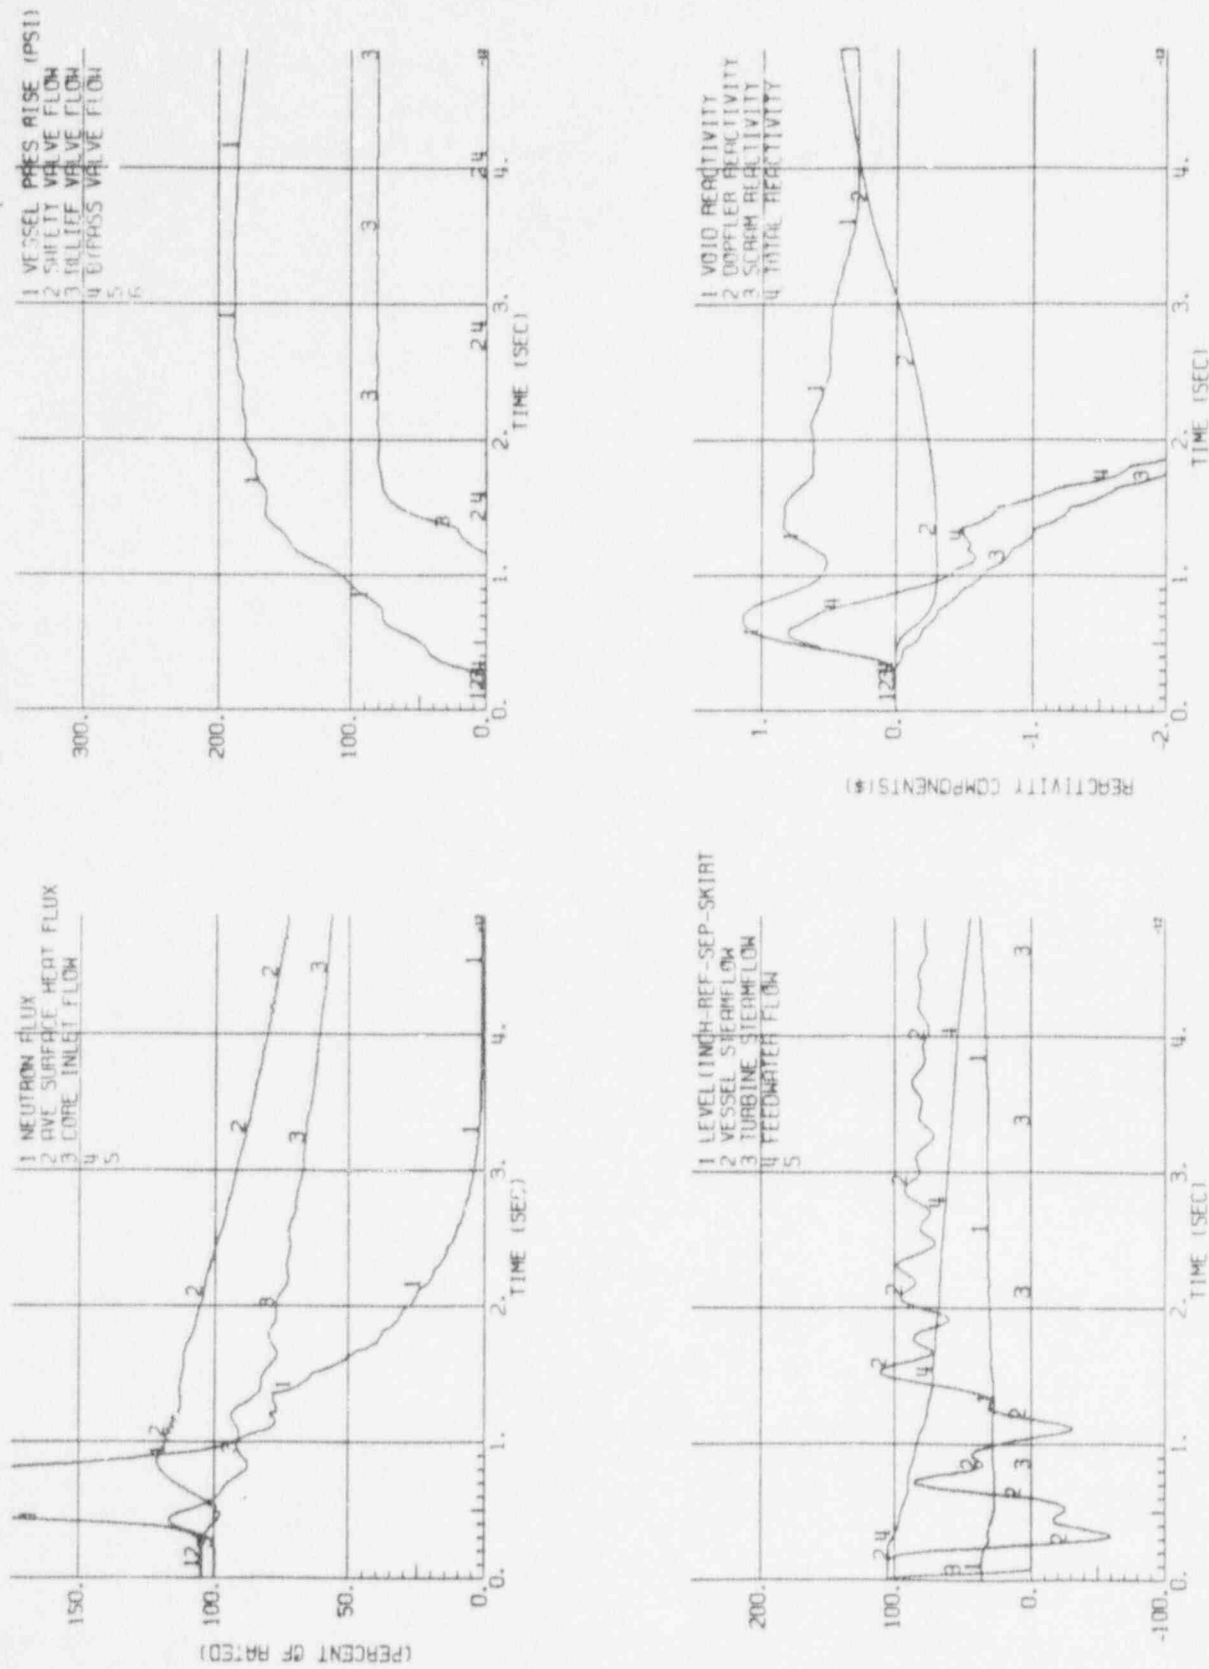 1 NEUTRON FLUX
2 AVE SURFACE HEAT FLUX
3 CORE INLET FLOW
4
5
150.
100.
50.
0.
(PERCENT OF RATED)
0. 1. 2. 3. 4.
TIME (SEC)
1 VESSEL PRES RISE (PSI)
2 SAFETY VALVE FLOW
3 RELIEF VALVE FLOW
4 BYPASS VALVE FLOW
5
6
300.
200.
100.
0.
0. 1. 2. 3. 4.
TIME (SEC)
1 LEVEL(INCH-REF-SEP-SKIRT
2 VESSEL STEAMFLOW
3 TURBINE STEAMFLOW
4 FEEDWATER FLOW
5
200.
100.
0.
-100.
0. 1. 2. 3. 4.
TIME (SEC)
1 VOID REACTIVITY
2 DOPPLER REACTIVITY
3 SCRAM REACTIVITY
4 TOTAL REACTIVITY
1.
0.
-1.
-2.
REACTIVITY COMPONENTS($)
0. 1. 2. 3. 4.
TIME (SEC)